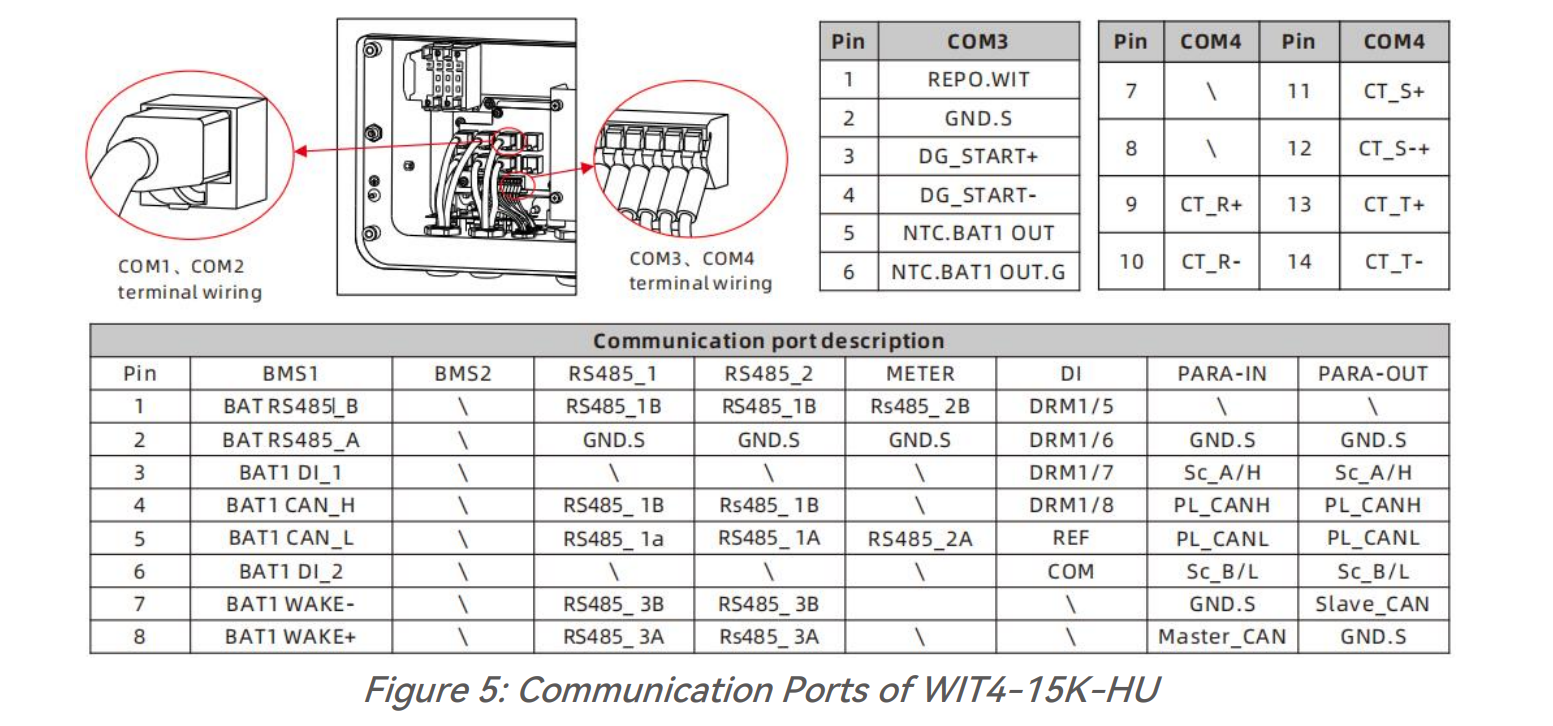 COM1、COM2
terminal wiring
COM3、COM4
terminal wiring
Pin COM3
1 REPO.WIT
2 GND.S
3 DG_START+
4 DG_START-
5 NTC.BAT1 OUT
6 NTC.BAT1 OUT.G
Pin COM4 Pin COM4
7 \ 11 CT_S+
8 \ 12 CT_S-+
9 CT_R+ 13 CT_T+
10 CT_R- 14 CT_T-
Communication port description
Pin BMS1 BMS2 RS485_1 RS485_2 METER DI PARA-IN PARA-OUT
1 BAT RS485l_B \ RS485_1B RS485_1B Rs485_ 2B DRM1/5 \ \
2 BAT RS485_A \ GND.S GND.S GND.S DRM1/6 GND.S GND.S
3 BAT1 DI_1 \ \ \ \ DRM1/7 Sc_A/H Sc_A/H
4 BAT1 CAN_H \ RS485_ 1B Rs485_ 1B \ DRM1/8 PL_CANH PL_CANH
5 BAT1 CAN_L \ RS485_ 1a RS485_ 1A RS485_2A REF PL_CANL PL_CANL
6 BAT1 DI_2 \ \ \ \ COM Sc_B/L Sc_B/L
7 BAT1 WAKE- \ RS485_ 3B RS485_ 3B \ GND.S Slave_CAN
8 BAT1 WAKE+ \ RS485_ 3A Rs485_ 3A \ \ Master_CAN GND.S
Figure 5: Communication Ports of WIT4-15K-HU